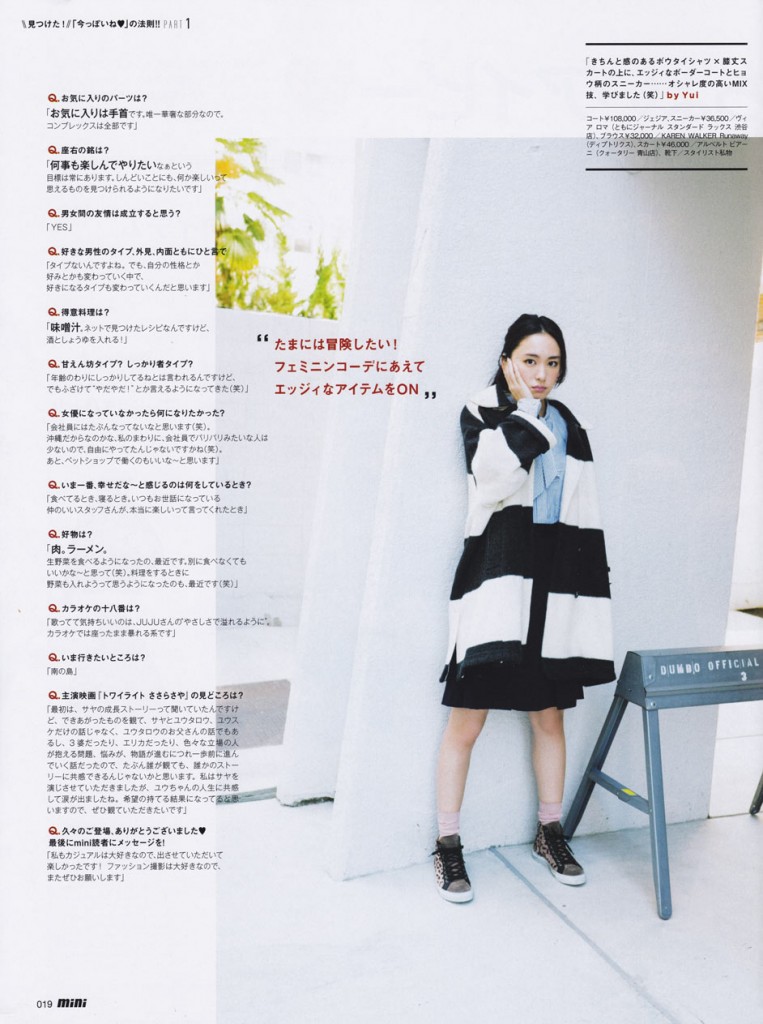 \\見つけた!//「今っぽいね♥」の法則!! PART 1
「きちんと感のあるボウタイシャツ×膝丈ス
カートの上に、エッジィなボーダーコートとヒョ
ウ柄のスニーカー……オシャレ度の高いMIX
技、学びました(笑)」by Yui
コート¥108,000/ジェジア、スニーカー¥36,500/ヴィ
ア ロマ(ともにジャーナル スタンダード ラックス 渋谷
店)、ブラウス¥32,000/KAREN WALKER Runaway
(ディプトリクス)、スカート¥46,000/アルベルト ビアー
ニ(クォータリー 青山店)、靴下/スタイリスト私物
Q.お気に入りのパーツは?
「お気に入りは手首です。唯一華奢な部分なので。
コンプレックスは全部です」
Q.座右の銘は?
「何事も楽しんでやりたいなぁという
目標は常にあります。しんどいことにも、何か楽しいって
思えるものを見つけられるようになりたいです」
Q.男女間の友情は成立すると思う?
「YES」
Q.好きな男性のタイプ、外見、内面ともにひと言で
「タイプないんですよね。でも、自分の性格とか
好みとかも変わっていく中で、
好きになるタイプも変わっていくんだと思います」
Q.得意料理は?
「味噌汁。ネットで見つけたレシピなんですけど、
酒としょうゆを入れる!」
Q.甘えん坊タイプ? しっかり者タイプ?
「年齢のわりにしっかりしてるねとは言われるんですけど、
でもふざけて“やだやだ!”とか言えるようになってきた(笑)」
Q.女優になっていなかったら何になりたかった?
「会社員にはたぶんなってないなと思います(笑)。
沖縄だからなのかな、私のまわりに、会社員でバリバリみたいな人は
少ないので、自由にやってたんじゃないですかね(笑)。
あと、ペットショップで働くのもいいな〜と思います」
Q.いま一番、幸せだな〜と感じるのは何をしているとき?
「食べてるとき、寝るとき。いつもお世話になっている
仲のいいスタッフさんが、本当に楽しいって言ってくれたとき」
Q.好物は?
「肉。ラーメン。
生野菜を食べるようになったの、最近です。別に食べなくても
いいかな〜と思って(笑)。料理をするときに
野菜も入れようって思うようになったのも、最近です(笑)」
Q.カラオケの十八番は?
「歌ってて気持ちいいのは、JUJUさんの“やさしさで溢れるように”。
カラオケでは座ったまま暴れる系です」
Q.いま行きたいところは?
「南の島」
Q.主演映画『トワイライト ささらさや』の見どころは?
「最初は、サヤの成長ストーリーって聞いていたんですけ
ど、できあがったものを観て、サヤとユウタロウ、ユウス
ケだけの話じゃなく、ユウタロウのお父さんの話でもあ
るし、3婆だったり、エリカだったり、色々な立場の人
が抱える問題、悩みが、物語が進むにつれ一歩前に進ん
でいく話だったので、たぶん誰が観ても、誰かのストー
リーに共感できるんじゃないかと思います。私はサヤを
演じさせていただきましたが、ユウちゃんの人生に共感
して涙が出ましたね。希望の持てる結果になってると思
いますので、ぜひ観ていただきたいです」
Q.久々のご登場、ありがとうございました♥
最後にmini読者にメッセージを!
「私もカジュアルは大好きなので、出させていただいて
楽しかったです! ファッション撮影は大好きなので、
またぜひお願いします」
“たまには冒険したい!
フェミニンコーデにあえて
エッジィなアイテムをON”
DUMBO OFFICIAL
3
019 mini